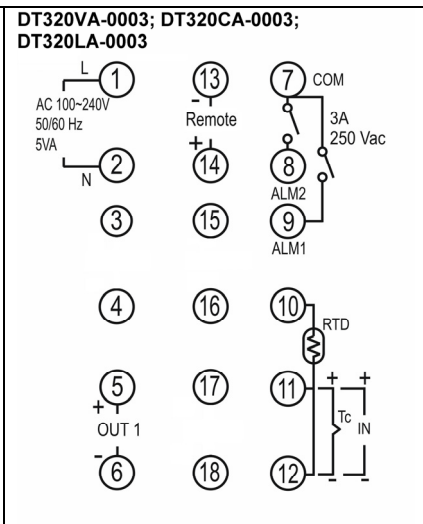 DT320VA-0003; DT320CA-0003;
DT320LA-0003
L 1 13 7 COM
AC 100~240V
50/60 Hz
5VA
- Remote +
3A
250 Vac
N 2 14 8
ALM2
3 15 9
ALM1
4 16 10
RTD
5 17 11 + +
+
OUT 1
Tc IN
-
6 18 12 - -